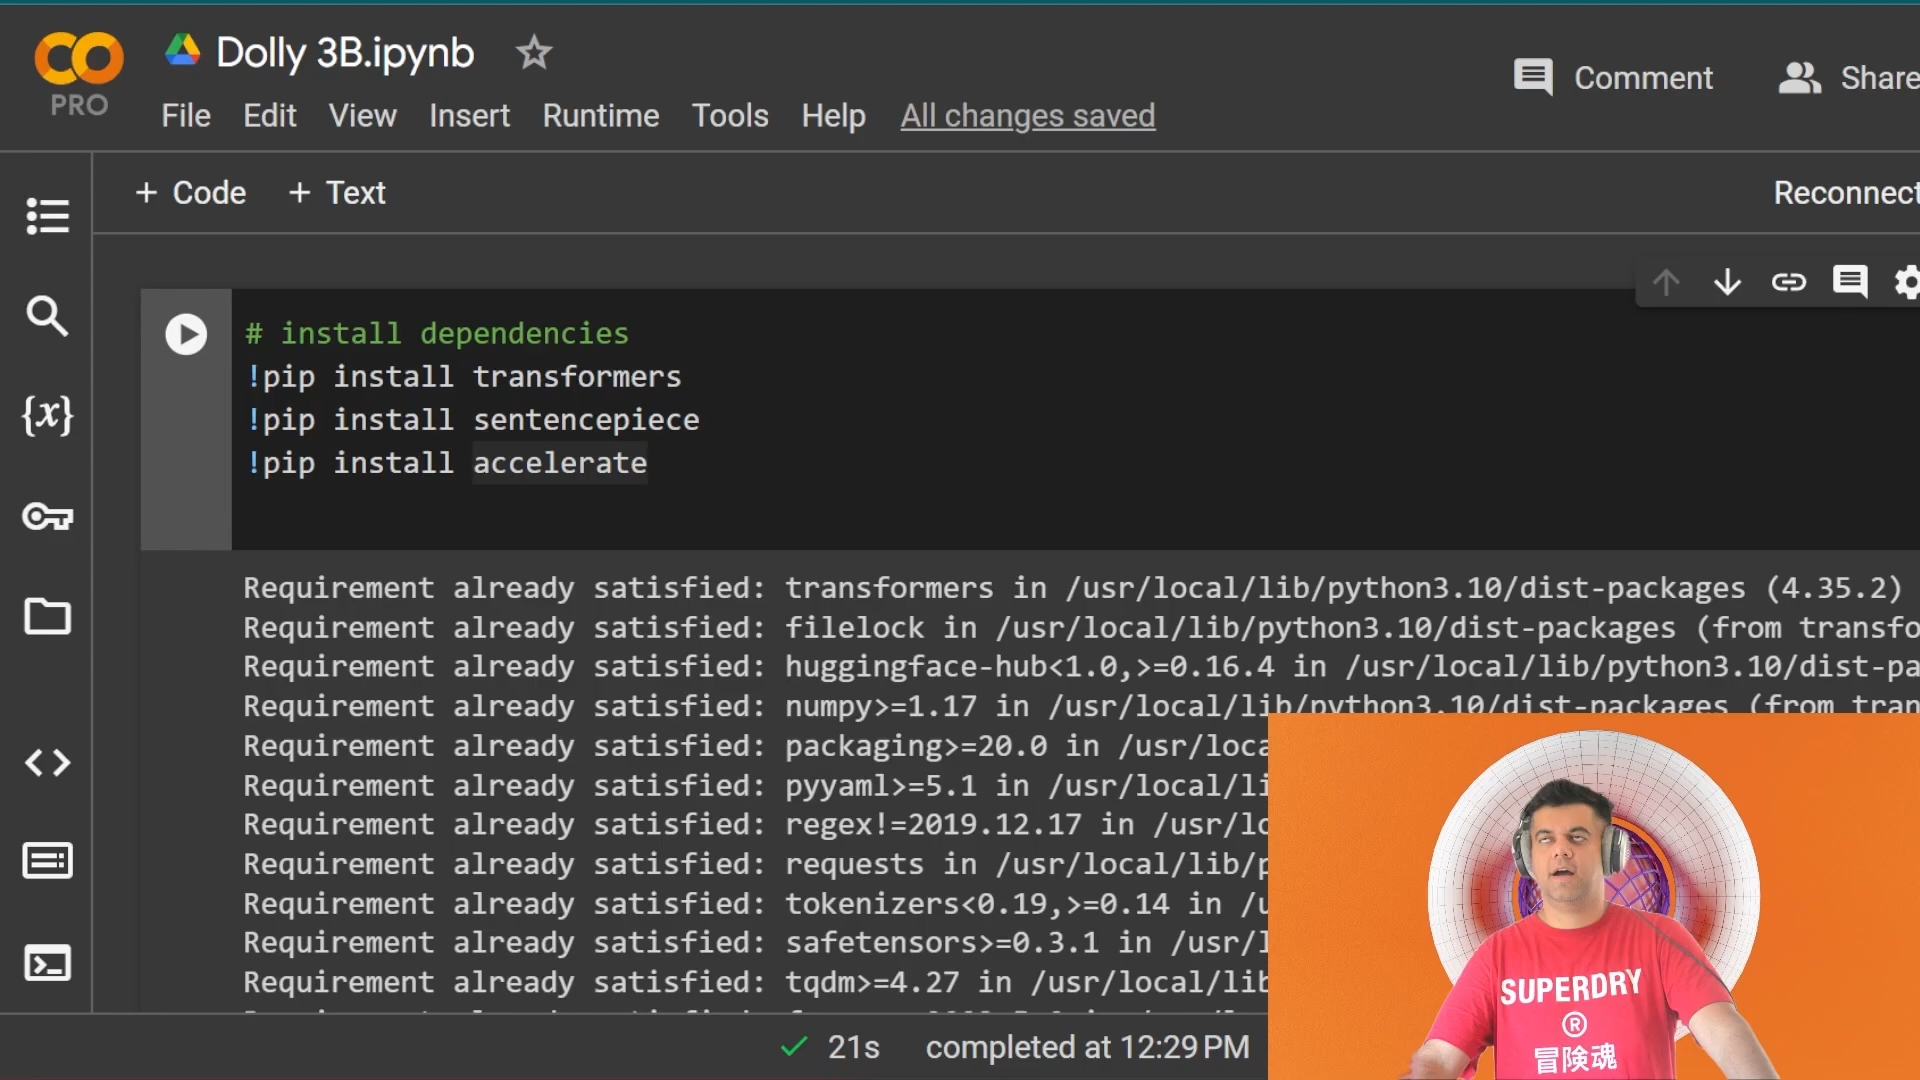 Dolly 3B.ipynb
Comment
Share
PRO
File Edit View Insert Runtime Tools Help All changes saved
+ Code + Text
Reconnect
# install dependencies
!pip install transformers
!pip install sentencepiece
!pip install accelerate
Requirement already satisfied: transformers in /usr/local/lib/python3.10/dist-packages (4.35.2)
Requirement already satisfied: filelock in /usr/local/lib/python3.10/dist-packages (from transfo
Requirement already satisfied: huggingface-hub<1.0,>=0.16.4 in /usr/local/lib/python3.10/dist-pa
Requirement already satisfied: numpy>=1.17 in /usr/local/lib/python3.10/dist-packages (from tran
Requirement already satisfied: packaging>=20.0 in /usr/loca
Requirement already satisfied: pyyaml>=5.1 in /usr/local/li
Requirement already satisfied: regex!=2019.12.17 in /usr/lo
Requirement already satisfied: requests in /usr/local/lib/p
Requirement already satisfied: tokenizers<0.19,>=0.14 in /u
Requirement already satisfied: safetensors>=0.3.1 in /usr/l
Requirement already satisfied: tqdm>=4.27 in /usr/local/lib
21s completed at 12:29 PM
SUPERDRY
®
冒険魂